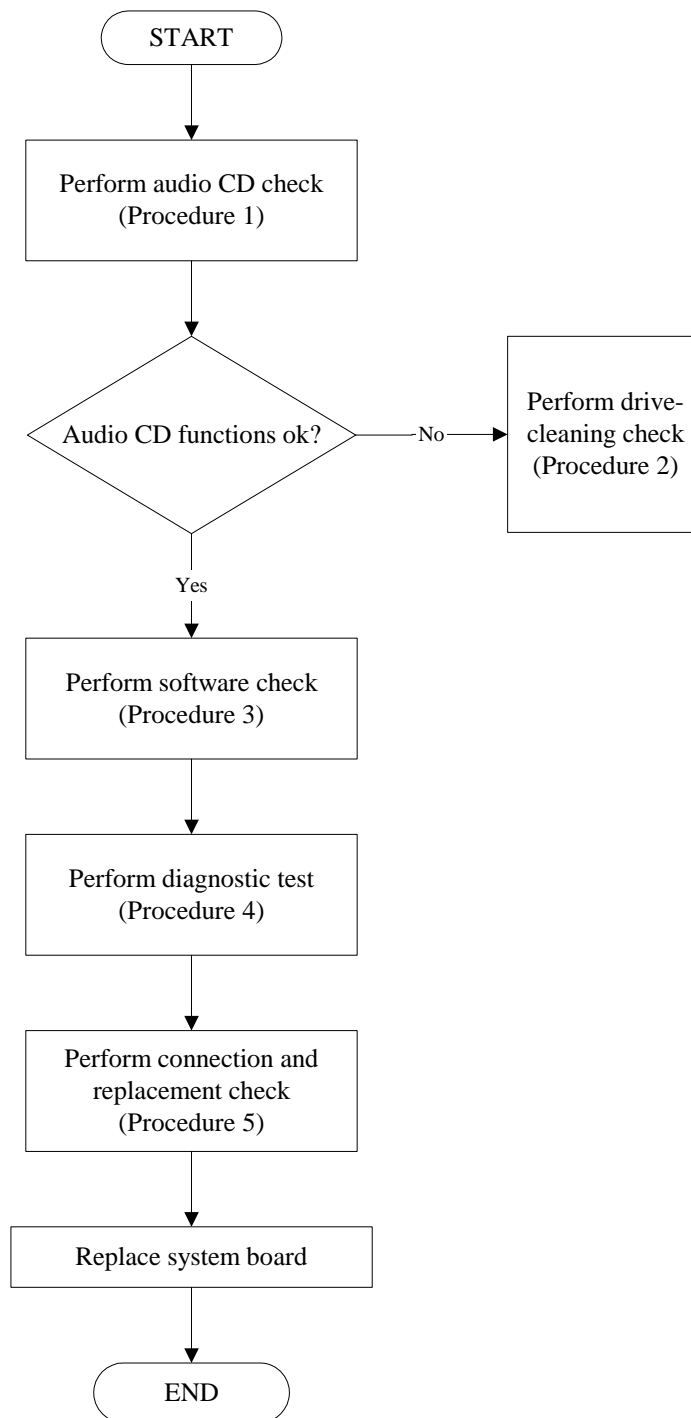 START
Perform audio CD check
(Procedure 1)
Audio CD functions ok?
No
Perform drive-
cleaning check
(Procedure 2)
Yes
Perform software check
(Procedure 3)
Perform diagnostic test
(Procedure 4)
Perform connection and
replacement check
(Procedure 5)
Replace system board
END